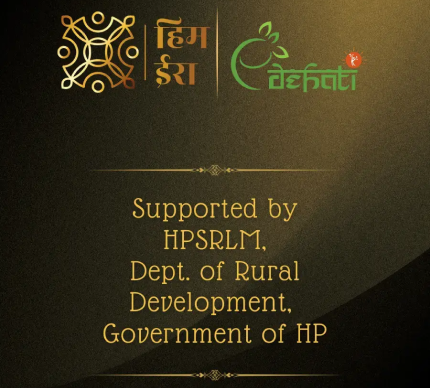 हिम
ईरा
dehati
Supported by
HPSRLM,
Dept. of Rural
Development,
Government of HP